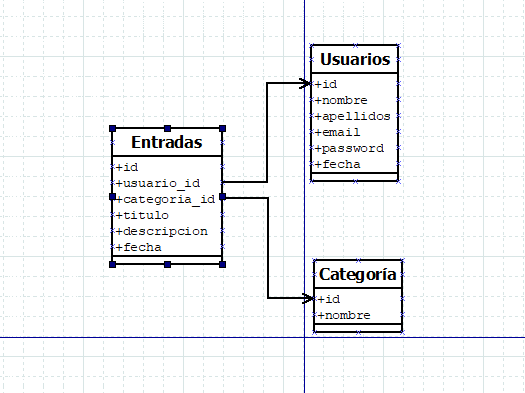 Usuarios
+id
+nombre
+apellidos
+email
+password
+fecha
Entradas
+id
+usuario_id
+categoria_id
+titulo
+descripcion
+fecha
Categoría
+id
+nombre